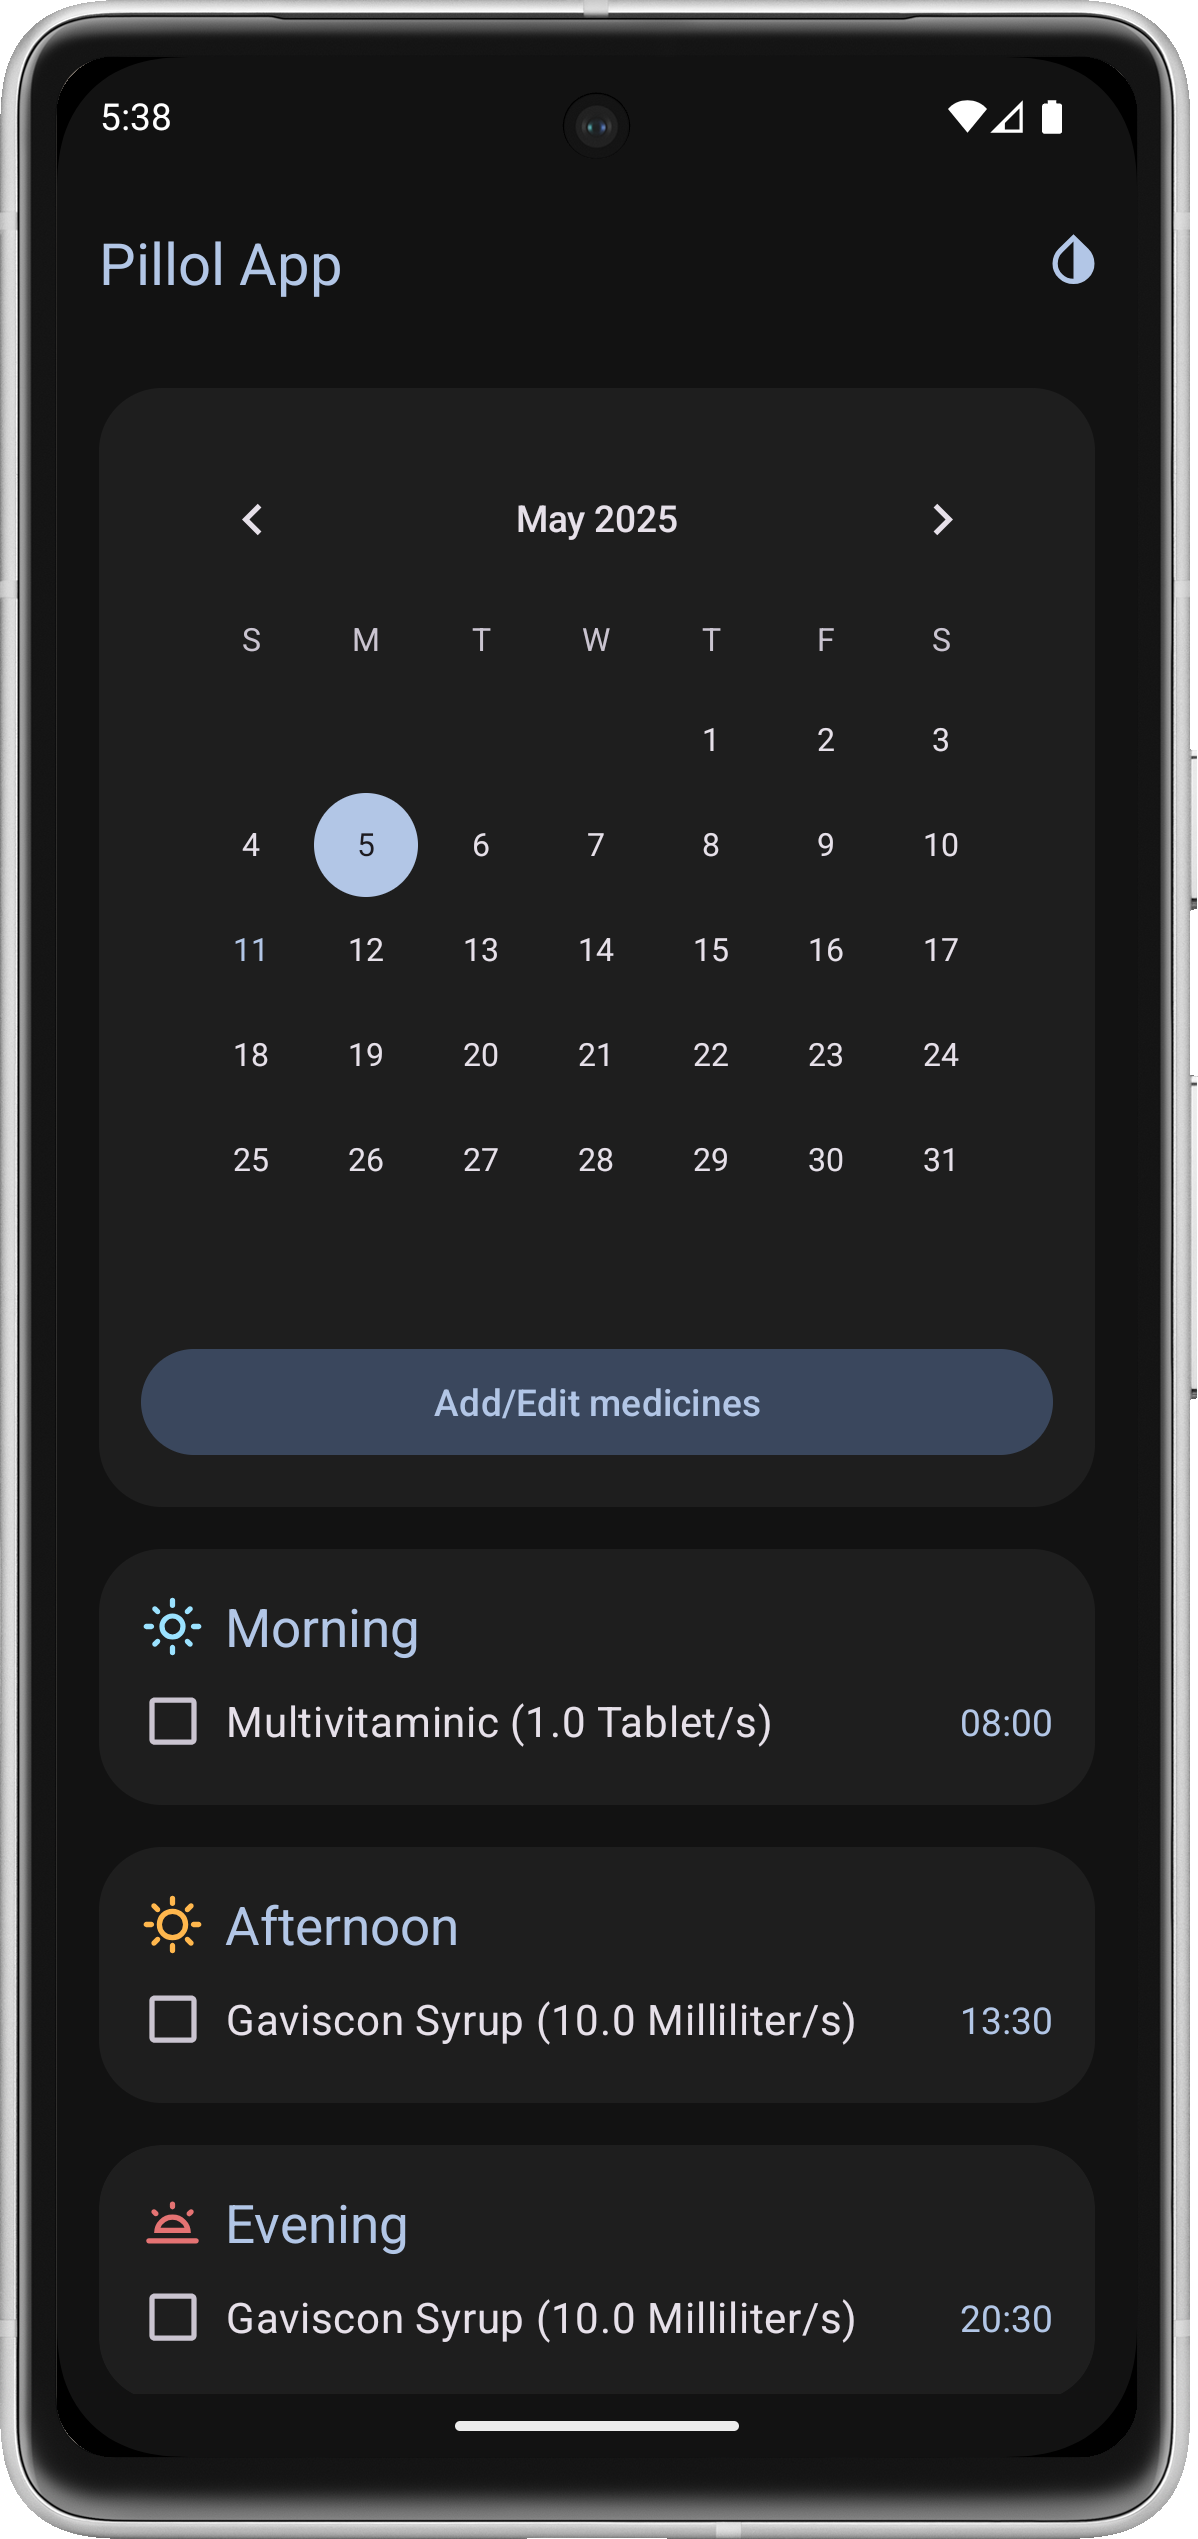 5:38
Pillol App
May 2025
S M T W T F S
1 2 3
4 5 6 7 8 9 10
11 12 13 14 15 16 17
18 19 20 21 22 23 24
25 26 27 28 29 30 31
Add/Edit medicines
Morning
Multivitaminic (1.0 Tablet/s) 08:00
Afternoon
Gaviscon Syrup (10.0 Milliliter/s) 13:30
Evening
Gaviscon Syrup (10.0 Milliliter/s) 20:30